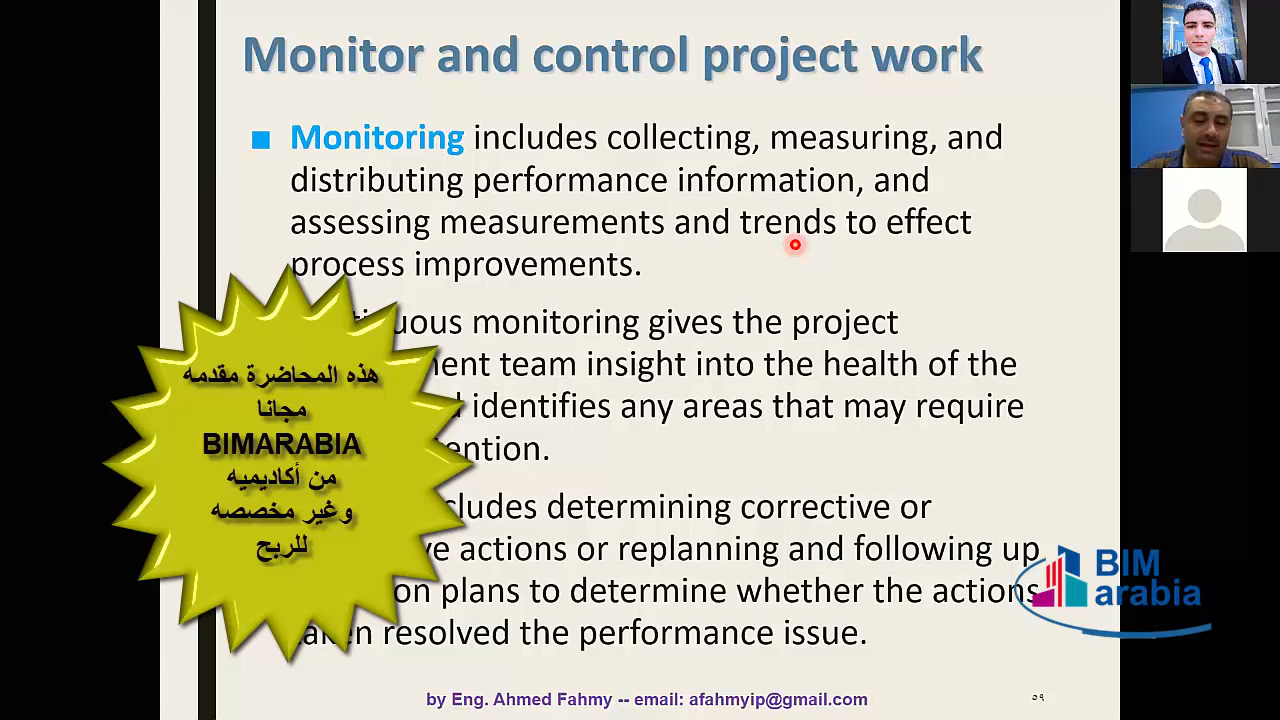 Monitor and control project work
Monitoring includes collecting, measuring, and
distributing performance information, and
assessing measurements and trends to effect
process improvements.
uous monitoring gives the project
ent team insight into the health of the
identifies any areas that may require
ention.
cludes determining corrective or
ve actions or replanning and following up
on plans to determine whether the actions
taken resolved the performance issue.
هذه المحاضرة مقدمه
مجانا
BIMARABIA
من أكاديميه
وغير مخصصه
للربح
BIM
arabia
by Eng. Ahmed Fahmy -- email: afahmyip@gmail.com
٥٩